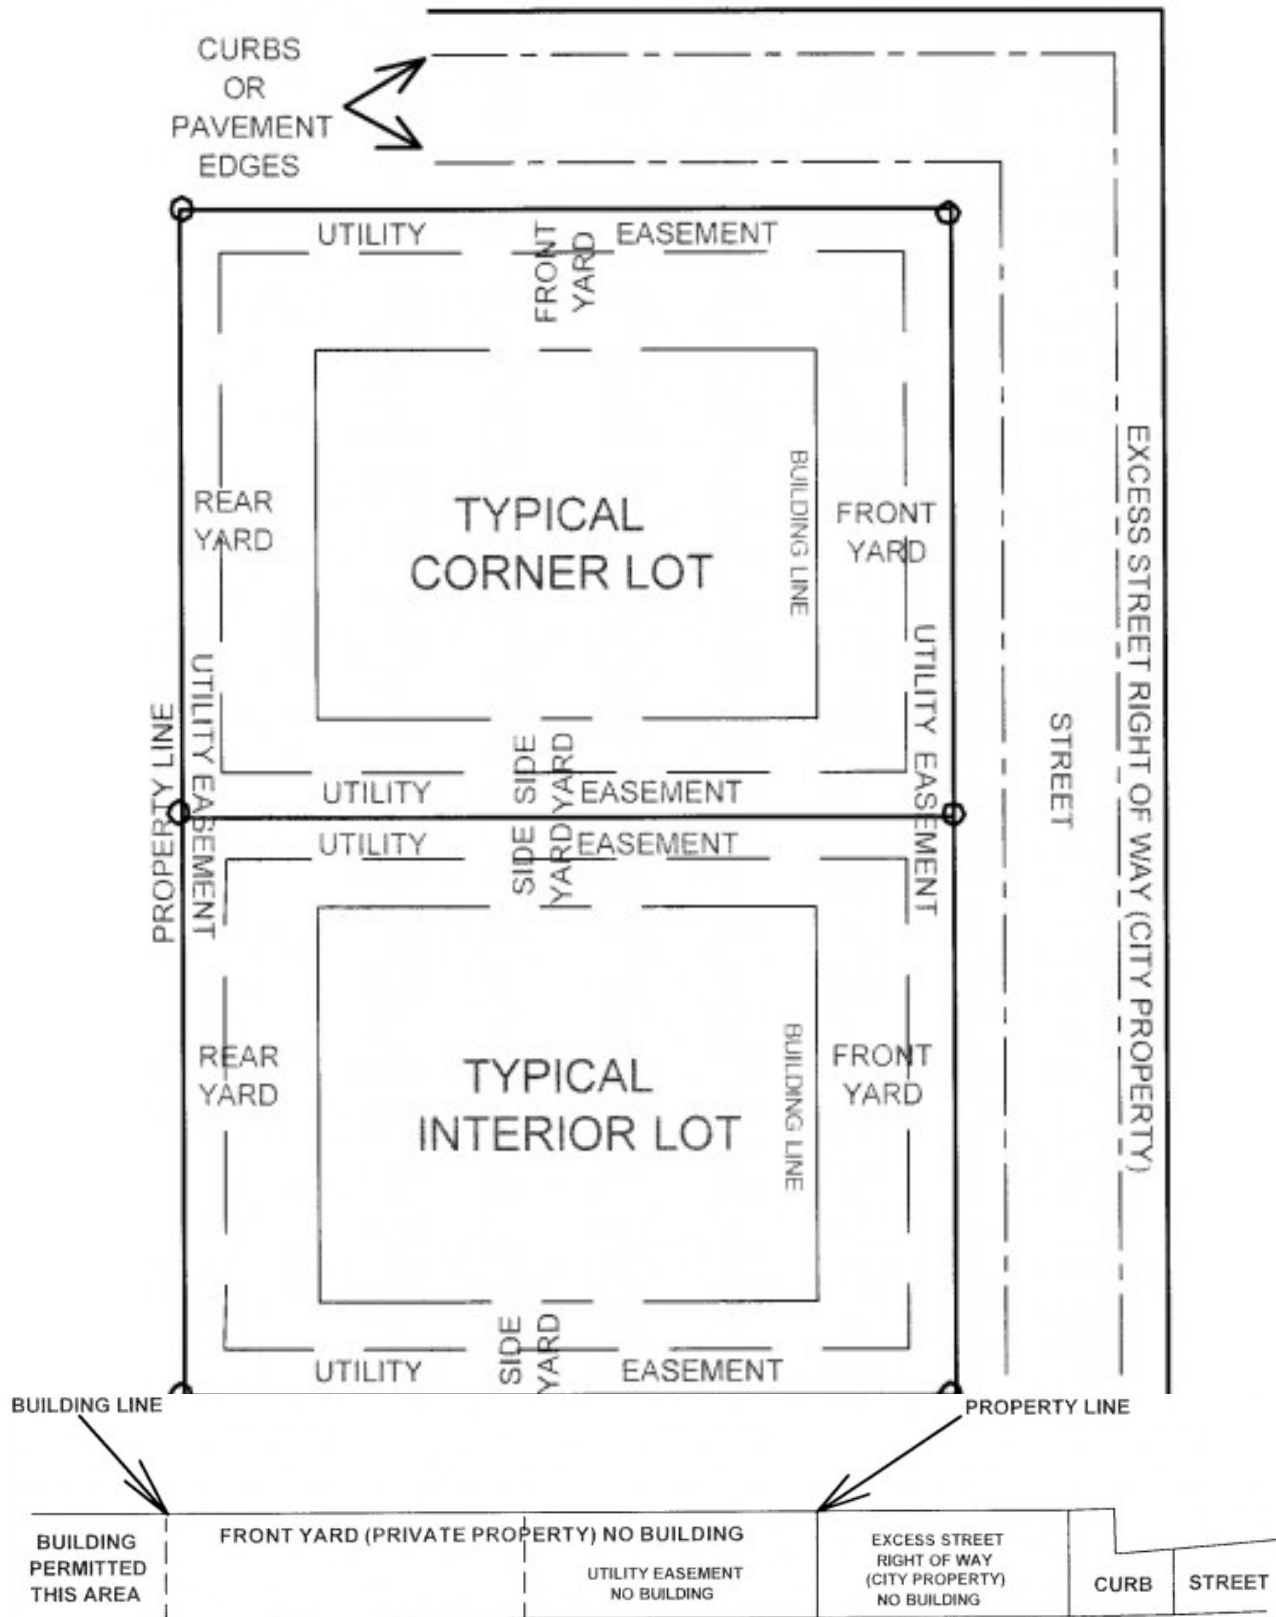 CURBS
OR
PAVEMENT
EDGES
UTILITY
EASEMENT
FRONT
YARD
REAR
YARD
TYPICAL
CORNER LOT
BUILDING LINE
FRONT
YARD
EXCESS STREET RIGHT OF WAY (CITY PROPERTY)
UTILITY EASEMENT
UTILITY EASEMENT
PROPERTY LINE
STREET
SIDE
YARD
UTILITY
EASEMENT
UTILITY
EASEMENT
SIDE
YARD
REAR
YARD
TYPICAL
INTERIOR LOT
BUILDING LINE
FRONT
YARD
SIDE
YARD
UTILITY
EASEMENT
BUILDING LINE
PROPERTY LINE
BUILDING
PERMITTED
THIS AREA
FRONT YARD (PRIVATE PROPERTY) NO BUILDING
UTILITY EASEMENT
NO BUILDING
EXCESS STREET
RIGHT OF WAY
(CITY PROPERTY)
NO BUILDING
CURB
STREET